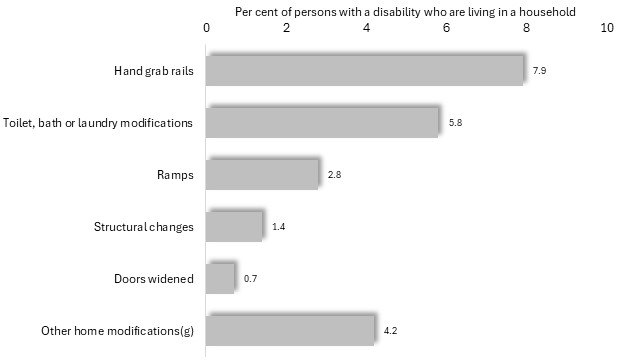 Per cent of persons with a disability who are living in a household
0 2 4 6 8 10
Hand grab rails 7.9
Toilet, bath or laundry modifications 5.8
Ramps 2.8
Structural changes 1.4
Doors widened 0.7
Other home modifications(g) 4.2